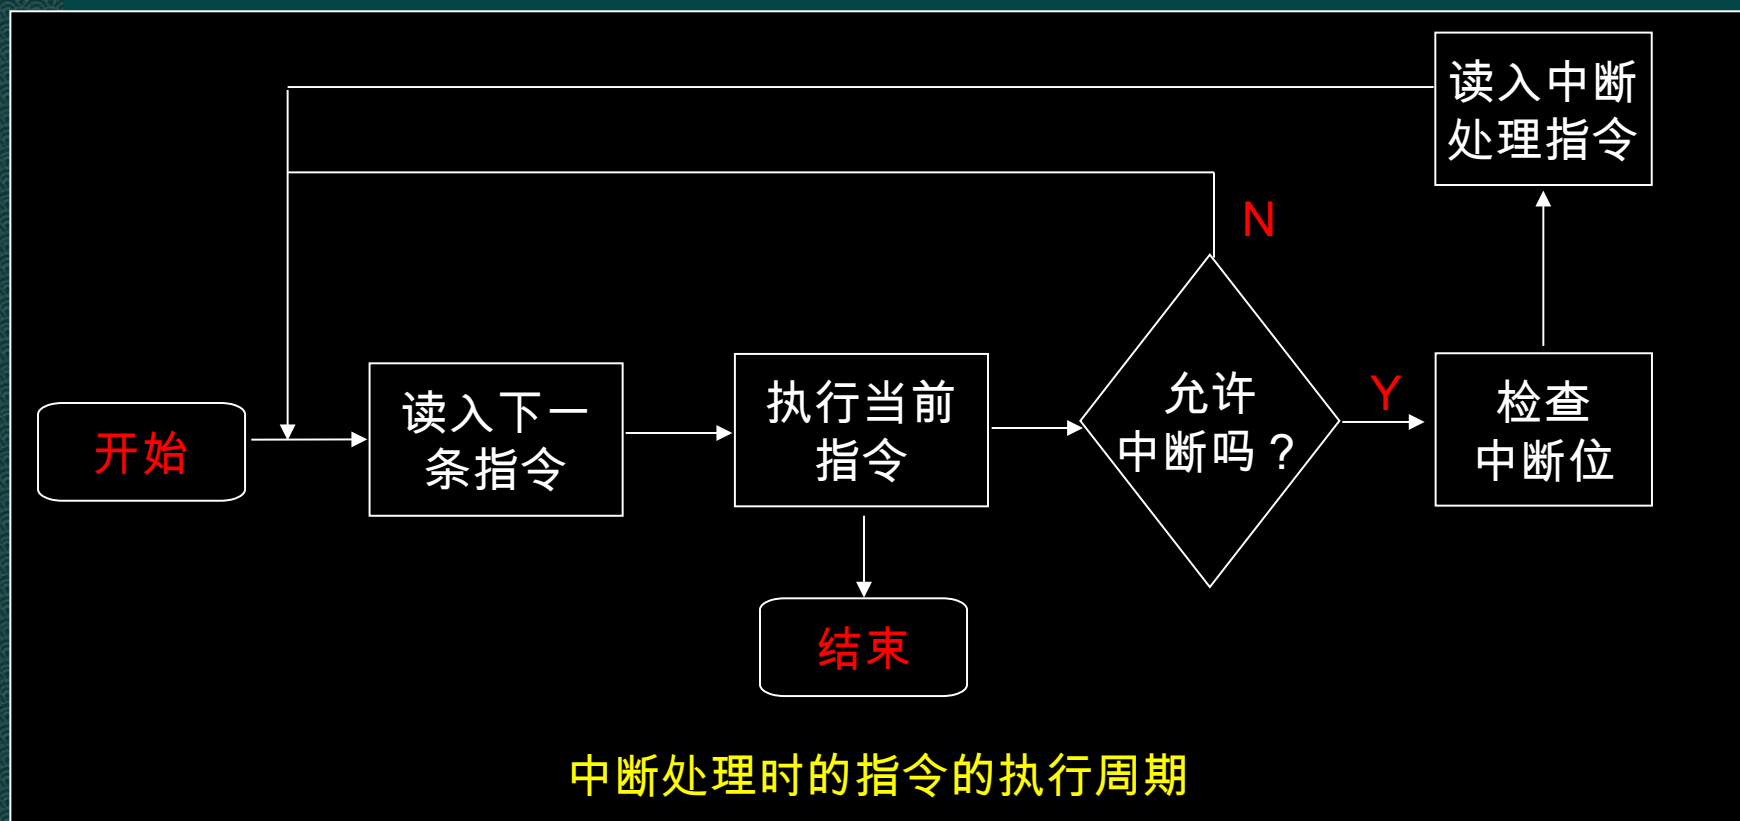 读入中断
处理指令
N
开始
读入下一
条指令
执行当前
指令
允许
中断吗？
Y
检查
中断位
结束
中断处理时的指令的执行周期